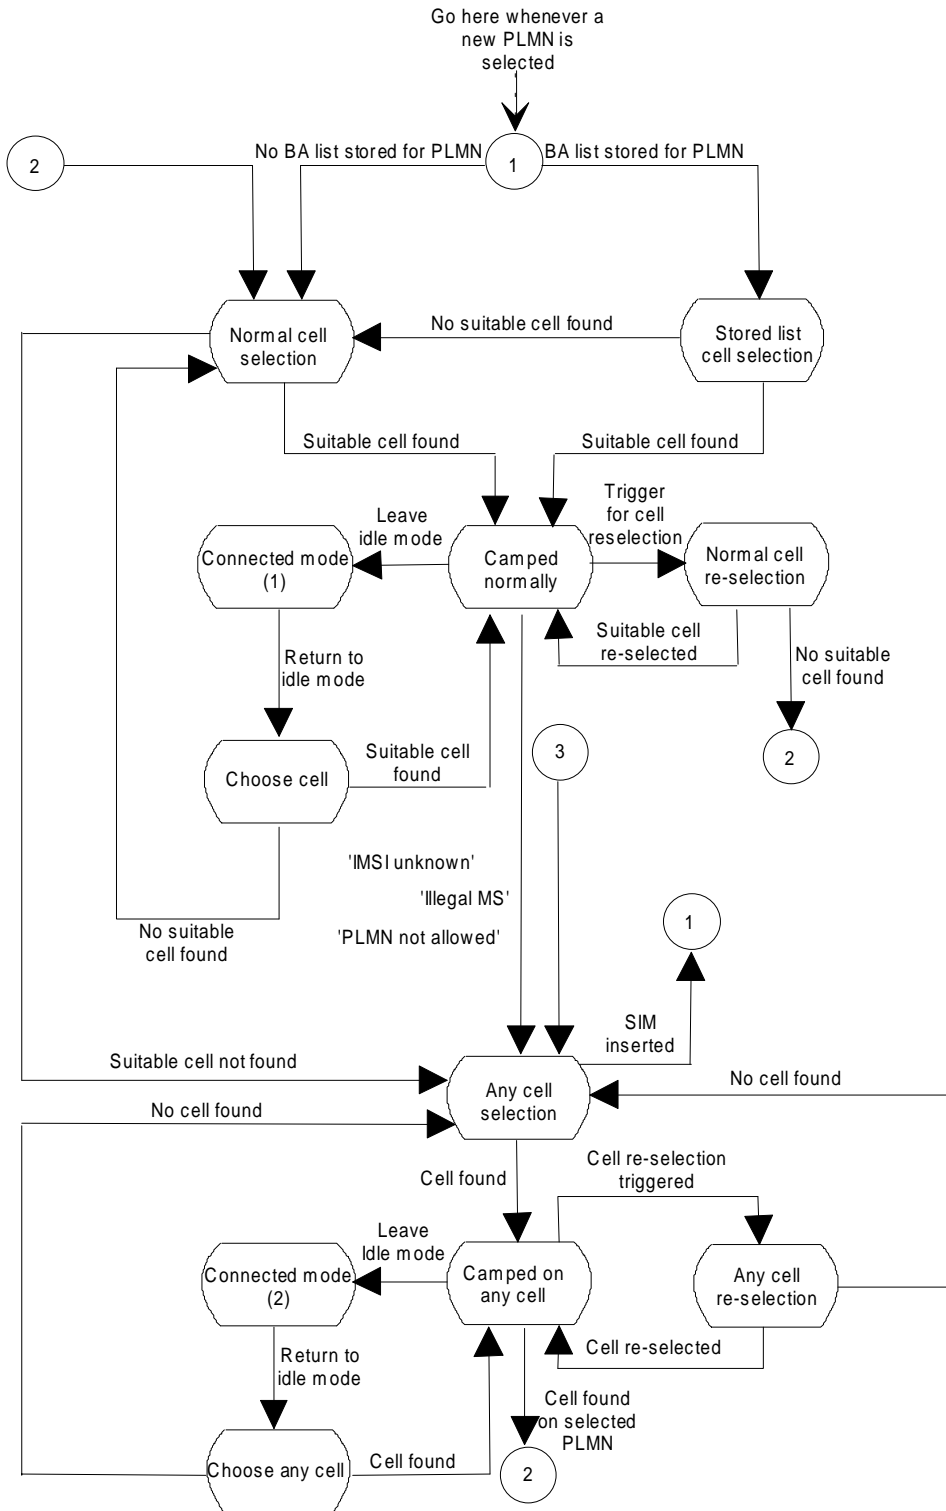 Go here whenever a
new PLMN is
selected
2
No BA list stored for PLMN
1
BA list stored for PLMN
Normal cell
selection
No suitable cell found
Stored list
cell selection
Suitable cell found
Suitable cell found
Leave
idle mode
Trigger
for cell
reselection
Connected mode
(1)
Camped
normally
Normal cell
re-selection
Suitable cell
re-selected
Return to
idle mode
No suitable
cell found
Choose cell
Suitable cell
found
3
2
'IMSI unknown'
'Illegal MS'
'PLMN not allowed'
No suitable
cell found
1
SIM
inserted
Suitable cell not found
Any cell
selection
No cell found
No cell found
Cell found
Cell re-selection
triggered
Leave
Idle mode
Connected mode
(2)
Camped on
any cell
Any cell
re-selection
Return to
idle mode
Cell re-selected
Cell found
on selected
PLMN
Choose any cell
Cell found
2